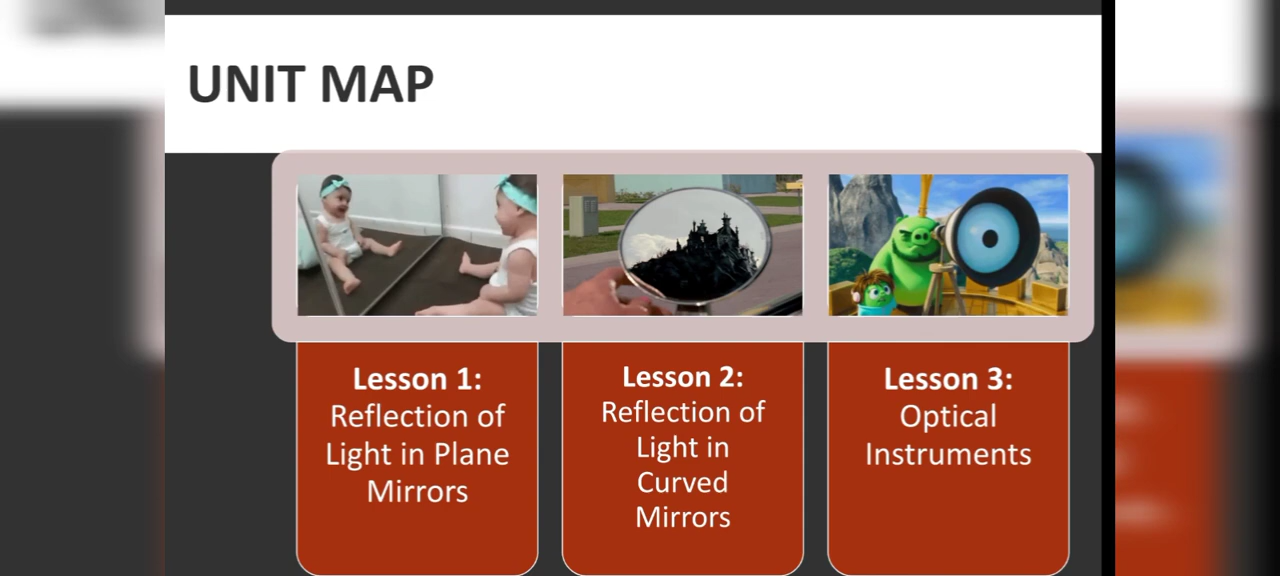 UNIT MAP
Lesson 1:
Reflection of
Light in Plane
Mirrors
Lesson 2:
Reflection of
Light in
Curved
Mirrors
Lesson 3:
Optical
Instruments